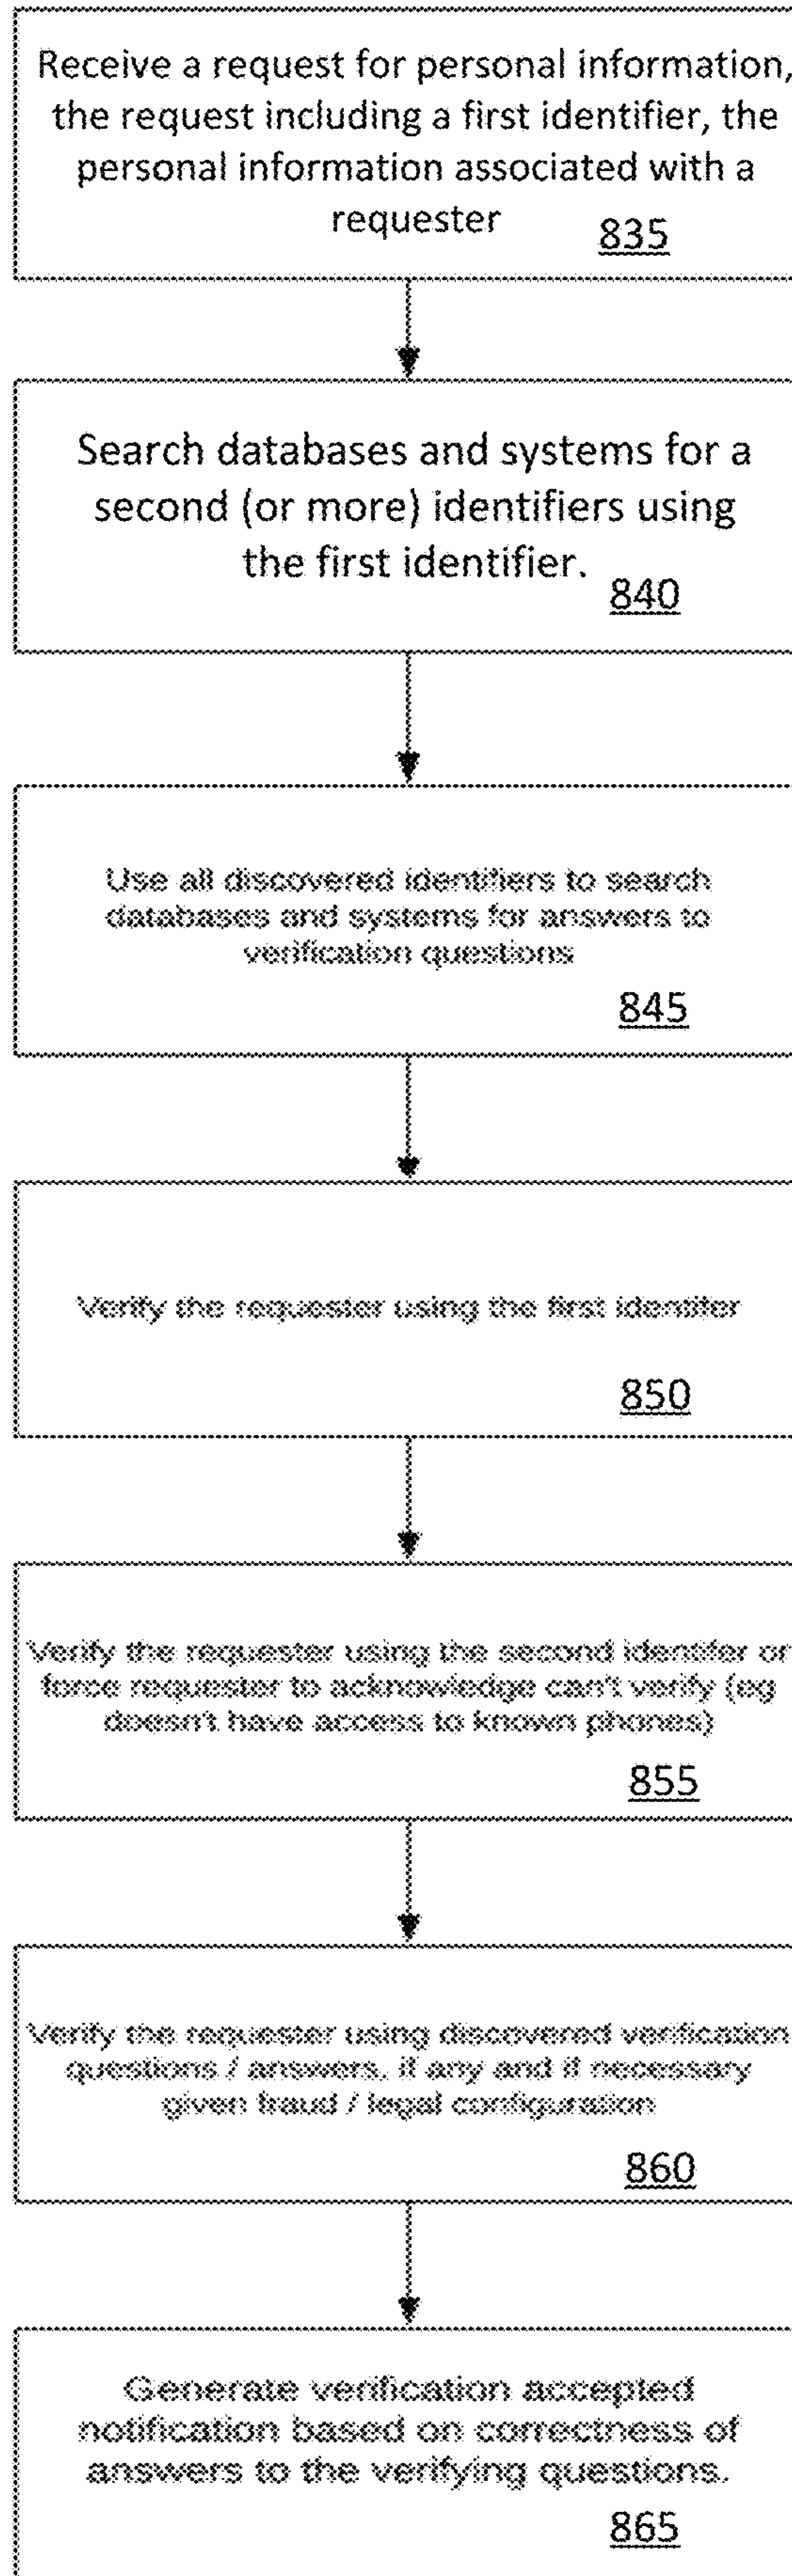 Receive a request for personal information,
the request including a first identifier, the
personal information associated with a
requester
835
Search databases and systems for a
second (or more) identifiers using
the first identifier.
840
Use all discovered identifiers to search
databases and systems for answers to
verification questions
845
Verify the requester using the first identifer
850
Verify the requester using the second identifer or
force requester to acknowledge can't verify (eg
doesn't have access to known phones)
855
Verify the requester using discovered verification
questions / answers, if any and if necessary
given fraud / legal configuration
860
Generate verification accepted
notification based on correctness of
answers to the verifying questions.
865